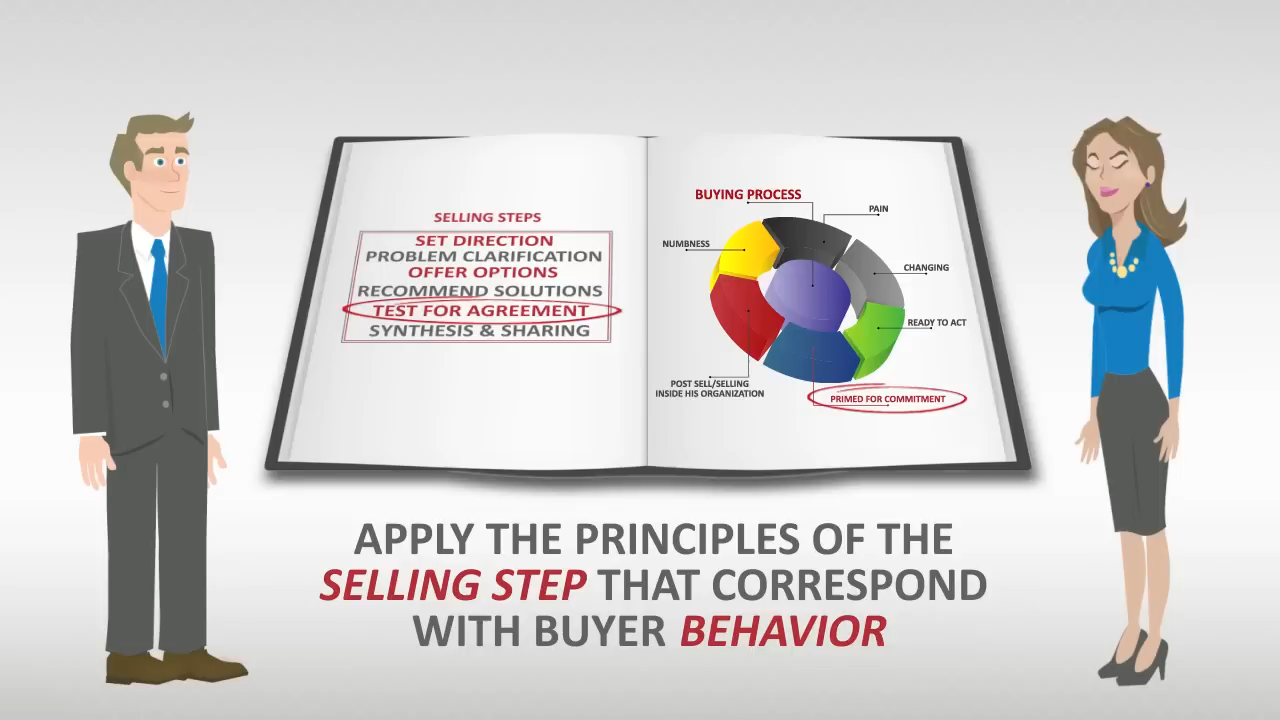 SELLING STEPS
SET DIRECTION
PROBLEM CLARIFICATION
OFFER OPTIONS
RECOMMEND SOLUTIONS
TEST FOR AGREEMENT
SYNTHESIS & SHARING
BUYING PROCESS
PAIN
NUMBNESS
CHANGING
READY TO ACT
POST SELL/SELLING
INSIDE HIS ORGANIZATION
PRIMED FOR COMMITMENT
APPLY THE PRINCIPLES OF THE
SELLING STEP THAT CORRESPOND
WITH BUYER BEHAVIOR